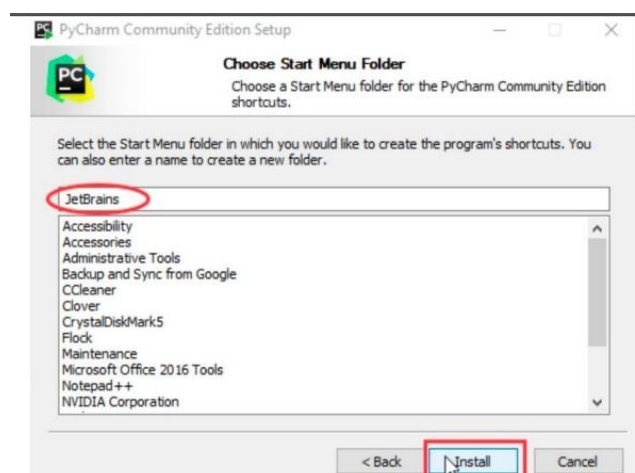 PC PyCharm Community Edition Setup
PC
Choose Start Menu Folder
Choose a Start Menu folder for the PyCharm Community Edition
shortcuts.
Select the Start Menu folder in which you would like to create the program's shortcuts. You
can also enter a name to create a new folder.
JetBrains
Accessibility
Accessories
Administrative Tools
Backup and Sync from Google
CCleaner
Clover
CrystalDiskMark5
Flock
Maintenance
Microsoft Office 2016 Tools
Notepad++
NVIDIA Corporation
< Back
Install
Cancel